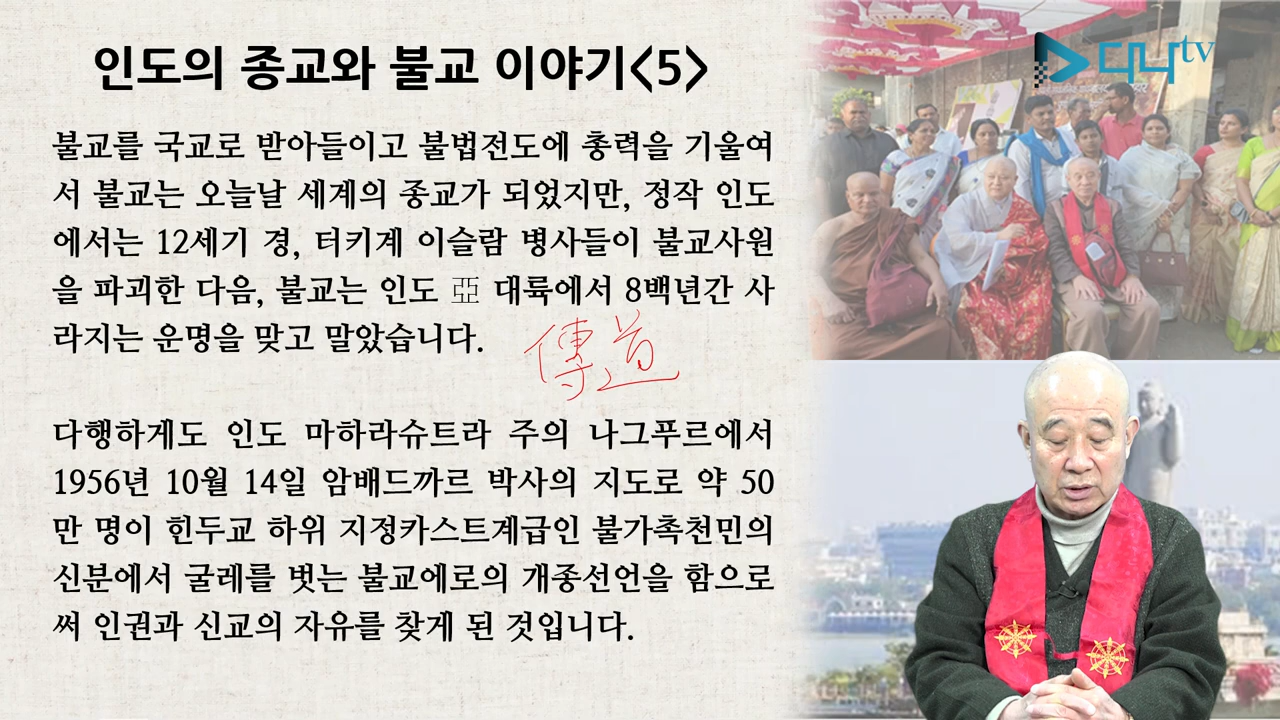 인도의 종교와 불교 이야기<5>
불교를 국교로 받아들이고 불법전도에 총력을 기울여
서 불교는 오늘날 세계의 종교가 되었지만, 정작 인도
에서는 12세기 경, 터키계 이슬람 병사들이 불교사원
을 파괴한 다음, 불교는 인도 亞 대륙에서 8백년간 사
라지는 운명을 맞고 말았습니다.
傳道
다행하게도 인도 마하라슈트라 주의 나그푸르에서
1956년 10월 14일 암배드까르 박사의 지도로 약 50
만 명이 힌두교 하위 지정카스트계급인 불가촉천민의
신분에서 굴레를 벗는 불교에로의 개종선언을 함으로
써 인권과 신교의 자유를 찾게 된 것입니다.
tv